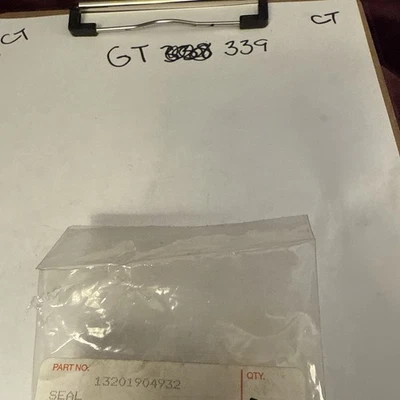 CT
CT
GT 339
PART NO:
QTY.
13201904932
SEAL